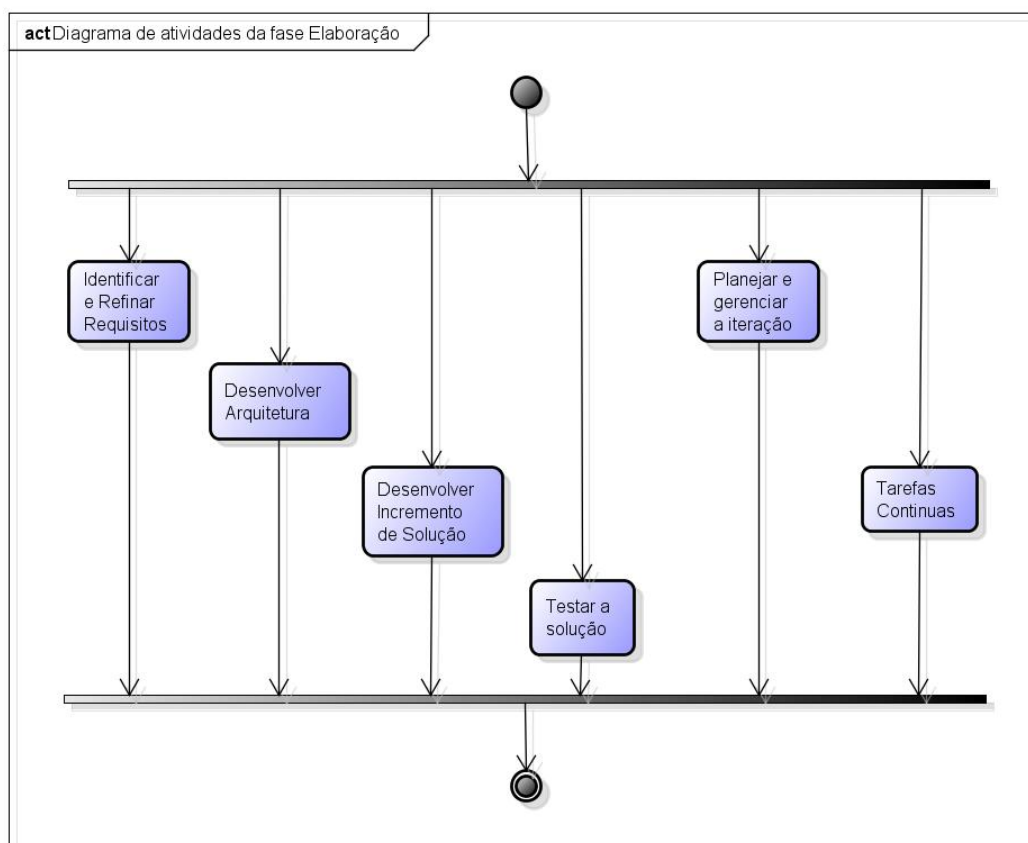 act Diagrama de atividades da fase Elaboração
Identificar
e Refinar
Requisitos
Planejar e
gerenciar
a iteração
Desenvolver
Arquitetura
Desenvolver
Incremento
de Solução
Tarefas
Continuas
Testar a
solução